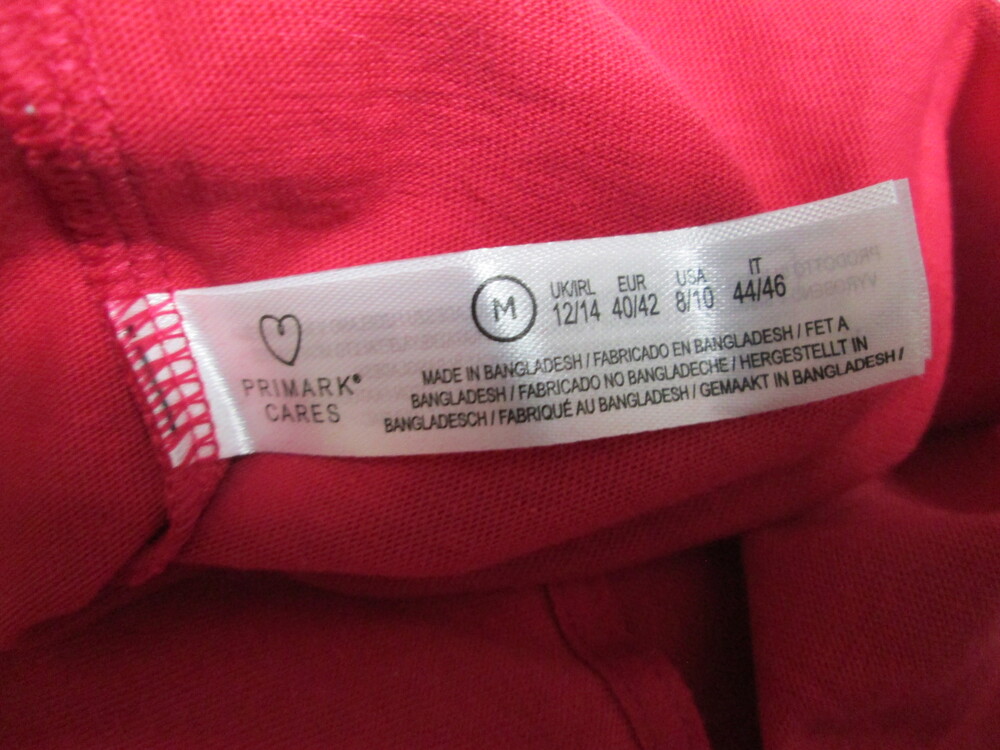 PRIMARK®
CARES
M
UK/IRL EUR USA IT
12/14 40/42 8/10 44/46
MADE IN BANGLADESH / FABRICADO EN BANGLADESH / FET A
BANGLADESH / FABRICADO NO BANGLADECHE / HERGESTELLT IN
BANGLADESCH / FABRIQUÉ AU BANGLADESH / GEMAAKT IN BANGLADESH /